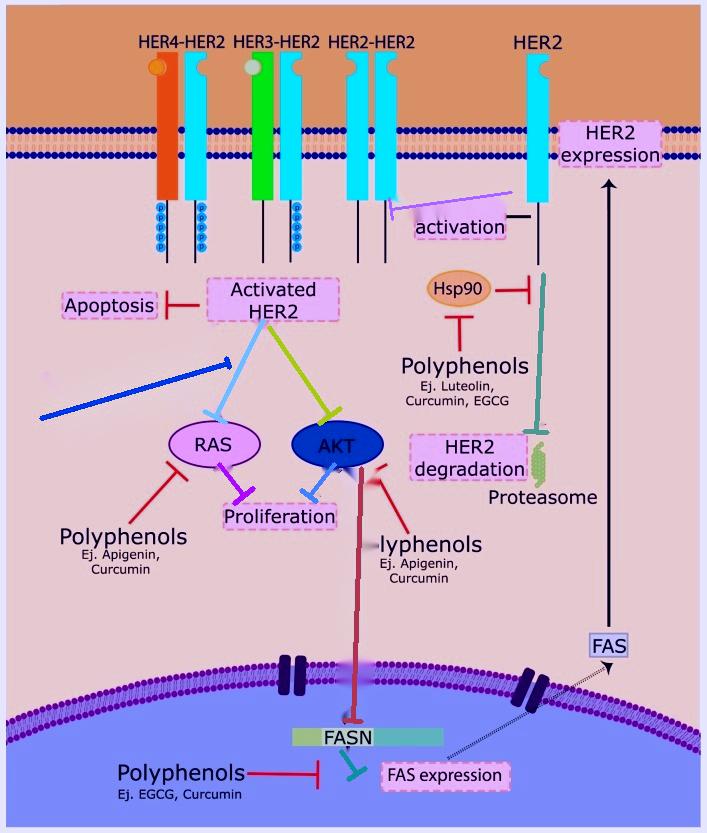 HER4-HER2 HER3-HER2 HER2-HER2 HER2
HER2
expression
activation
P P
P P P
P P P
P P P
P P P
Apoptosis
Activated
HER2
Hsp90
Polyphenols
Ej. Luteolin,
Curcumin, EGCG
RAS
AKT
HER2
degradation
Proteasome
Proliferation
Polyphenols
Ej. Apigenin,
Curcumin
lyphenols
Ej. Apigenin,
Curcumin
FAS
FASN
Polyphenols
Ej. EGCG, Curcumin
FAS expression